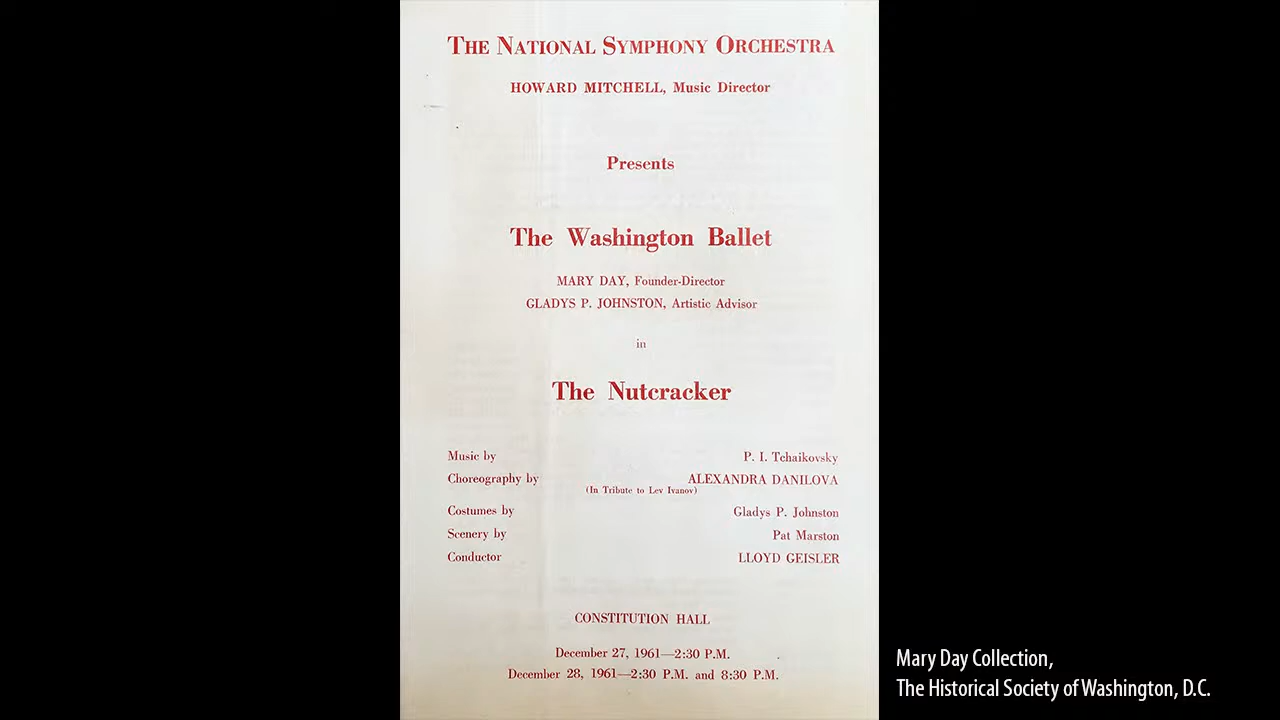 THE NATIONAL SYMPHONY ORCHESTRA
HOWARD MITCHELL, Music Director
Presents
The Washington Ballet
MARY DAY, Founder-Director
GLADYS P. JOHNSTON, Artistic Advisor
in
The Nutcracker
Music by P. I. Tchaikovsky
Choreography by ALEXANDRA DANILOVA
(In Tribute to Lev Ivanov)
Costumes by Gladys P. Johnston
Scenery by Pat Marston
Conductor LLOYD GEISLER
CONSTITUTION HALL
December 27, 1961—2:30 P.M.
December 28, 1961—2:30 P.M. and 8:30 P.M.
Mary Day Collection,
The Historical Society of Washington, D.C.